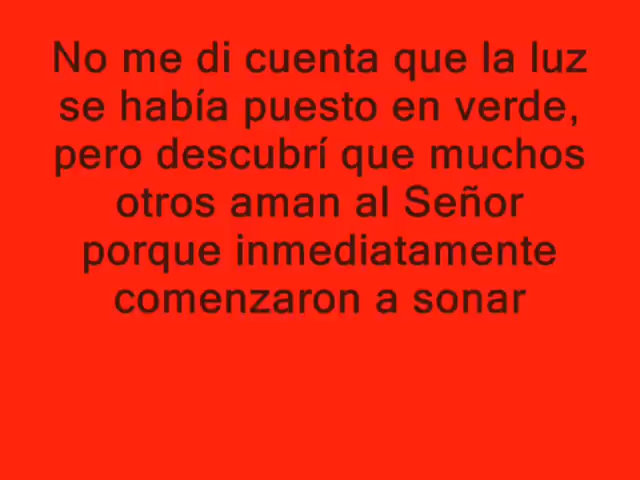 No me di cuenta que la luz
se había puesto en verde,
pero descubrí que muchos
otros aman al Señor
porque inmediatamente
comenzaron a sonar